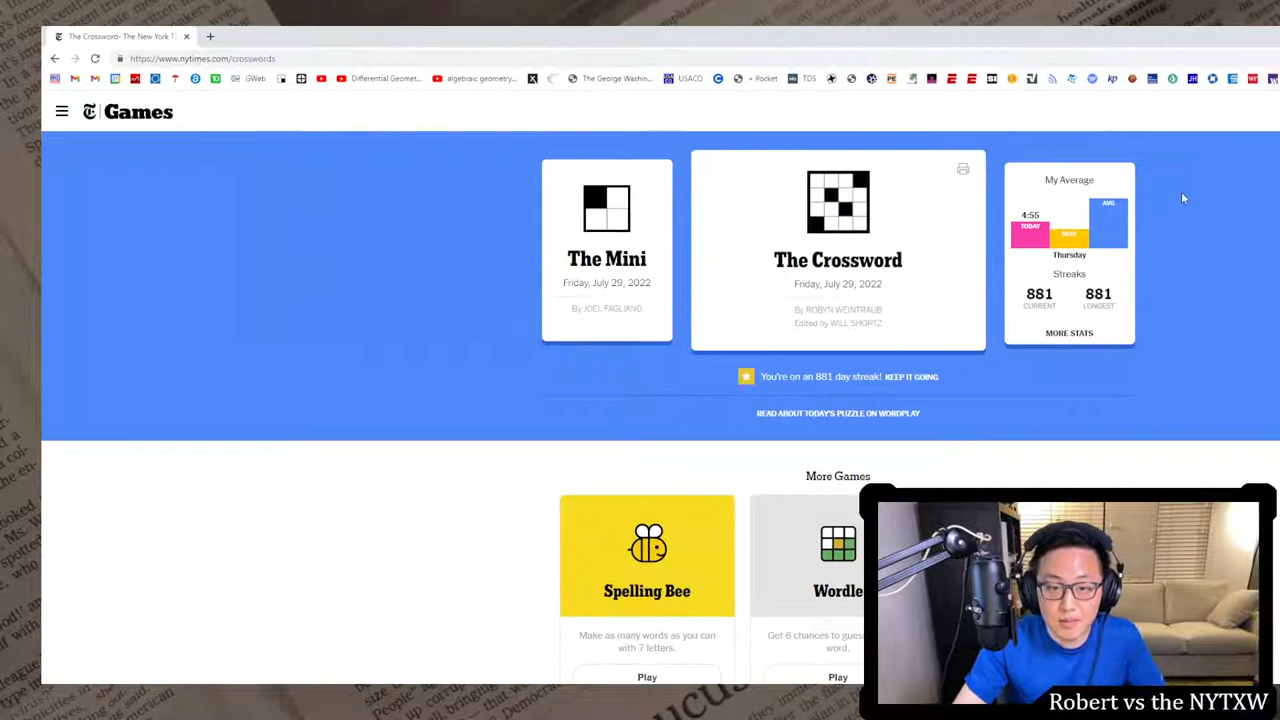 The Crossword- The New York Ti
https://www.nytimes.com/crosswords
GWeb
Differential Geomet...
algebraic geometry...
The George Washin...
USACO
+ Pocket
TDS
Games
The Mini
Friday, July 29, 2022
By JOEL FAGLIANO
The Crossword
Friday, July 29, 2022
By ROBYN WEINTRAUB
Edited by WILL SHORTZ
My Average
4:55
TODAY
BEST
AVG
Thursday
Streaks
881
881
CURRENT
LONGEST
MORE STATS
You're on an 881 day streak! KEEP IT GOING
READ ABOUT TODAY'S PUZZLE ON WORDPLAY
More Games
Spelling Bee
Make as many words as you can
with 7 letters.
Play
Wordle
Get 6 chances to gues
word.
Play
Robert vs the NYTXW